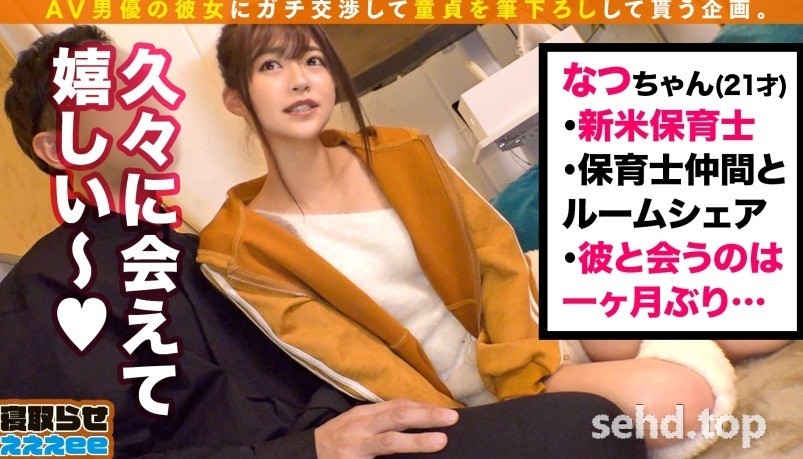 AV男優の彼女にガチ交渉して童貞を筆下ろしして貰う企画。
久々に会えて
嬉しい〜♥
なつちゃん(21才)
・新米保育士
・保育士仲間と
ルームシェア
・彼と会うのは
一ヶ月ぶり…
寝取らせ
ええええee
sehd.top